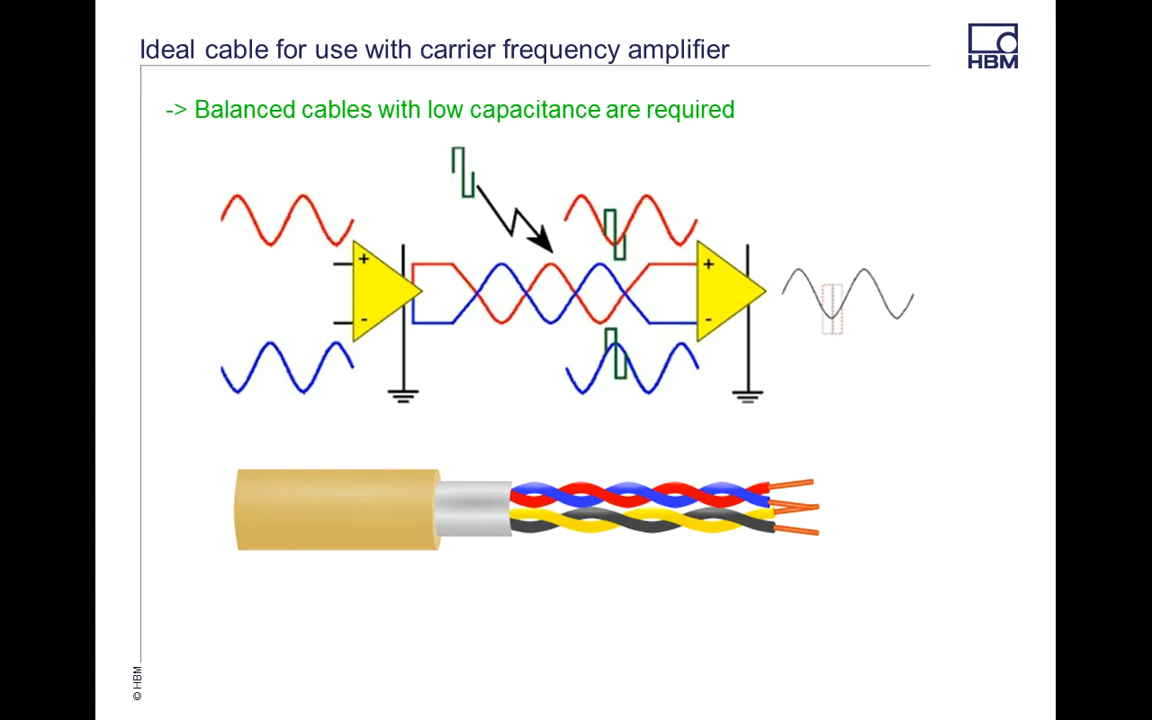 Ideal cable for use with carrier frequency amplifier
HBM
-> Balanced cables with low capacitance are required
+
+
-
-
© HBM